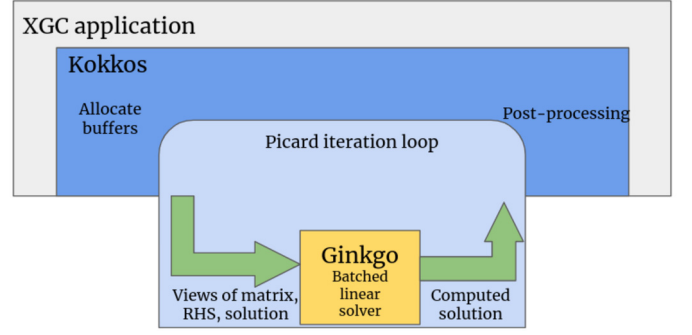 XGC application
Kokkos
Allocate
buffers
Post-processing
Picard iteration loop
Ginkgo
Batched
linear
solver
Views of matrix,
RHS, solution
Computed
solution